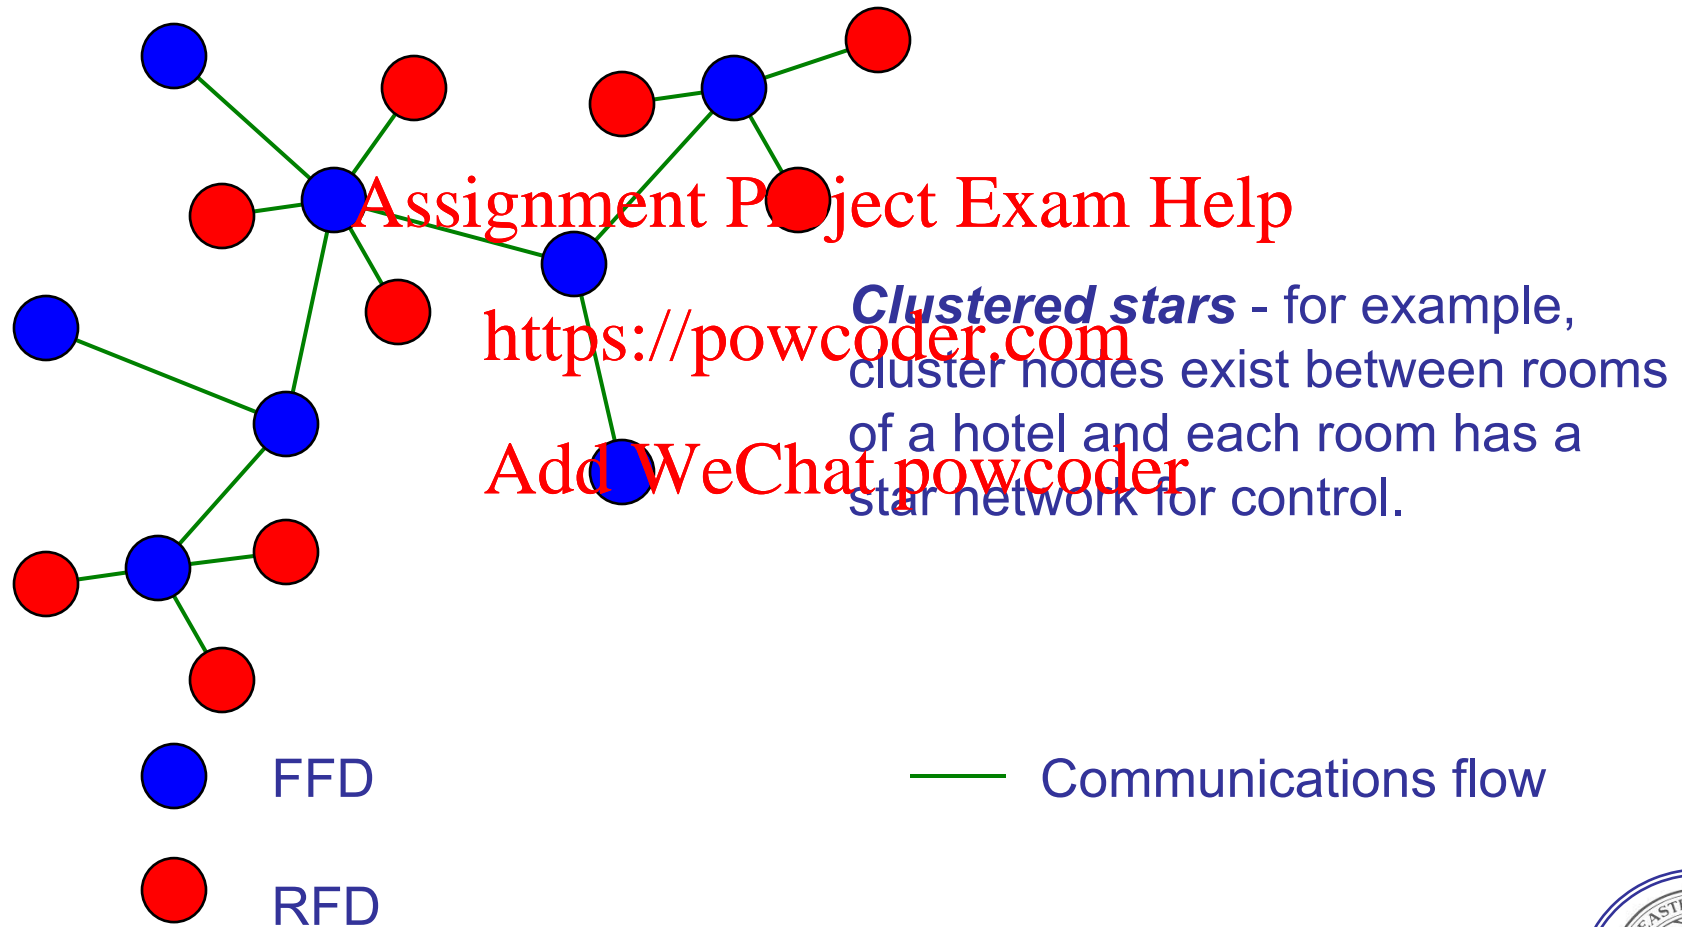 Assignment Project Exam Help
Clustered stars - for example,
https://powcoder.com
cluster nodes exist between rooms
of a hotel and each room has a
Add WeChat powcoder
star network for control.
FFD
Communications flow
RFD